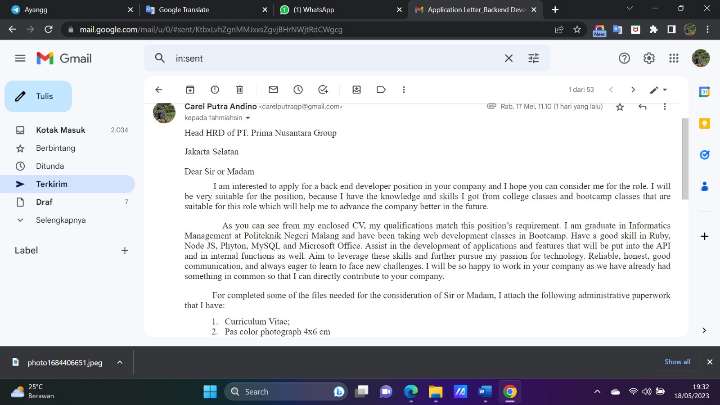 Ayangg
Google Translate
(1) WhatsApp
Application Letter_Backend Deve
mail.google.com/mail/u/0/#sent/KtbxLvhZgnMMJxxsZgvjBHrNWjtRdCWgcg
Gmail
in:sent
Tulis
1 dari 53
Carel Putra Andino <carelputraqp@gmail.com>
Rab, 17 Mei, 11.10 (1 hari yang lalu)
kepada fahmishsin
Kotak Masuk 2.034
Berbintang
Ditunda
Terkirim
Draf 7
Selengkapnya
Label
Head HRD of PT. Prima Nusantara Group
Jakarta Selatan
Dear Sir or Madam
I am interested to apply for a back end developer position in your company and I hope you can consider me for the role. I will
be very suitable for the position, because I have the knowledge and skills I got from college classes and bootcamp classes that are
suitable for this role which will help me to advance the company better in the future.
As you can see from my enclosed CV, my qualifications match this position's requirement. I am graduate in Informatics
Management at Politeknik Negeri Malang and have been taking web development classes in Bootcamp. Have a good skill in Ruby,
Node JS, Phyton, MySQL and Microsoft Office. Assist in the development of applications and features that will be put into the API
and in internal functions as well. Aim to leverage these skills and further pursue my passion for technology. Reliable, honest, good
communication, and always eager to learn to face new challenges. I will be so happy to work in your company as we have already had
something in common so that I can directly contribute to your company.
For completed some of the files needed for the consideration of Sir or Madam, I attach the following administrative paperwork
that I have:
1. Curriculum Vitae;
2. Pas color photograph 4x6 cm
photo1684406651.jpeg
Show all
25°C
Berawan
Search
19.32
18/05/2023